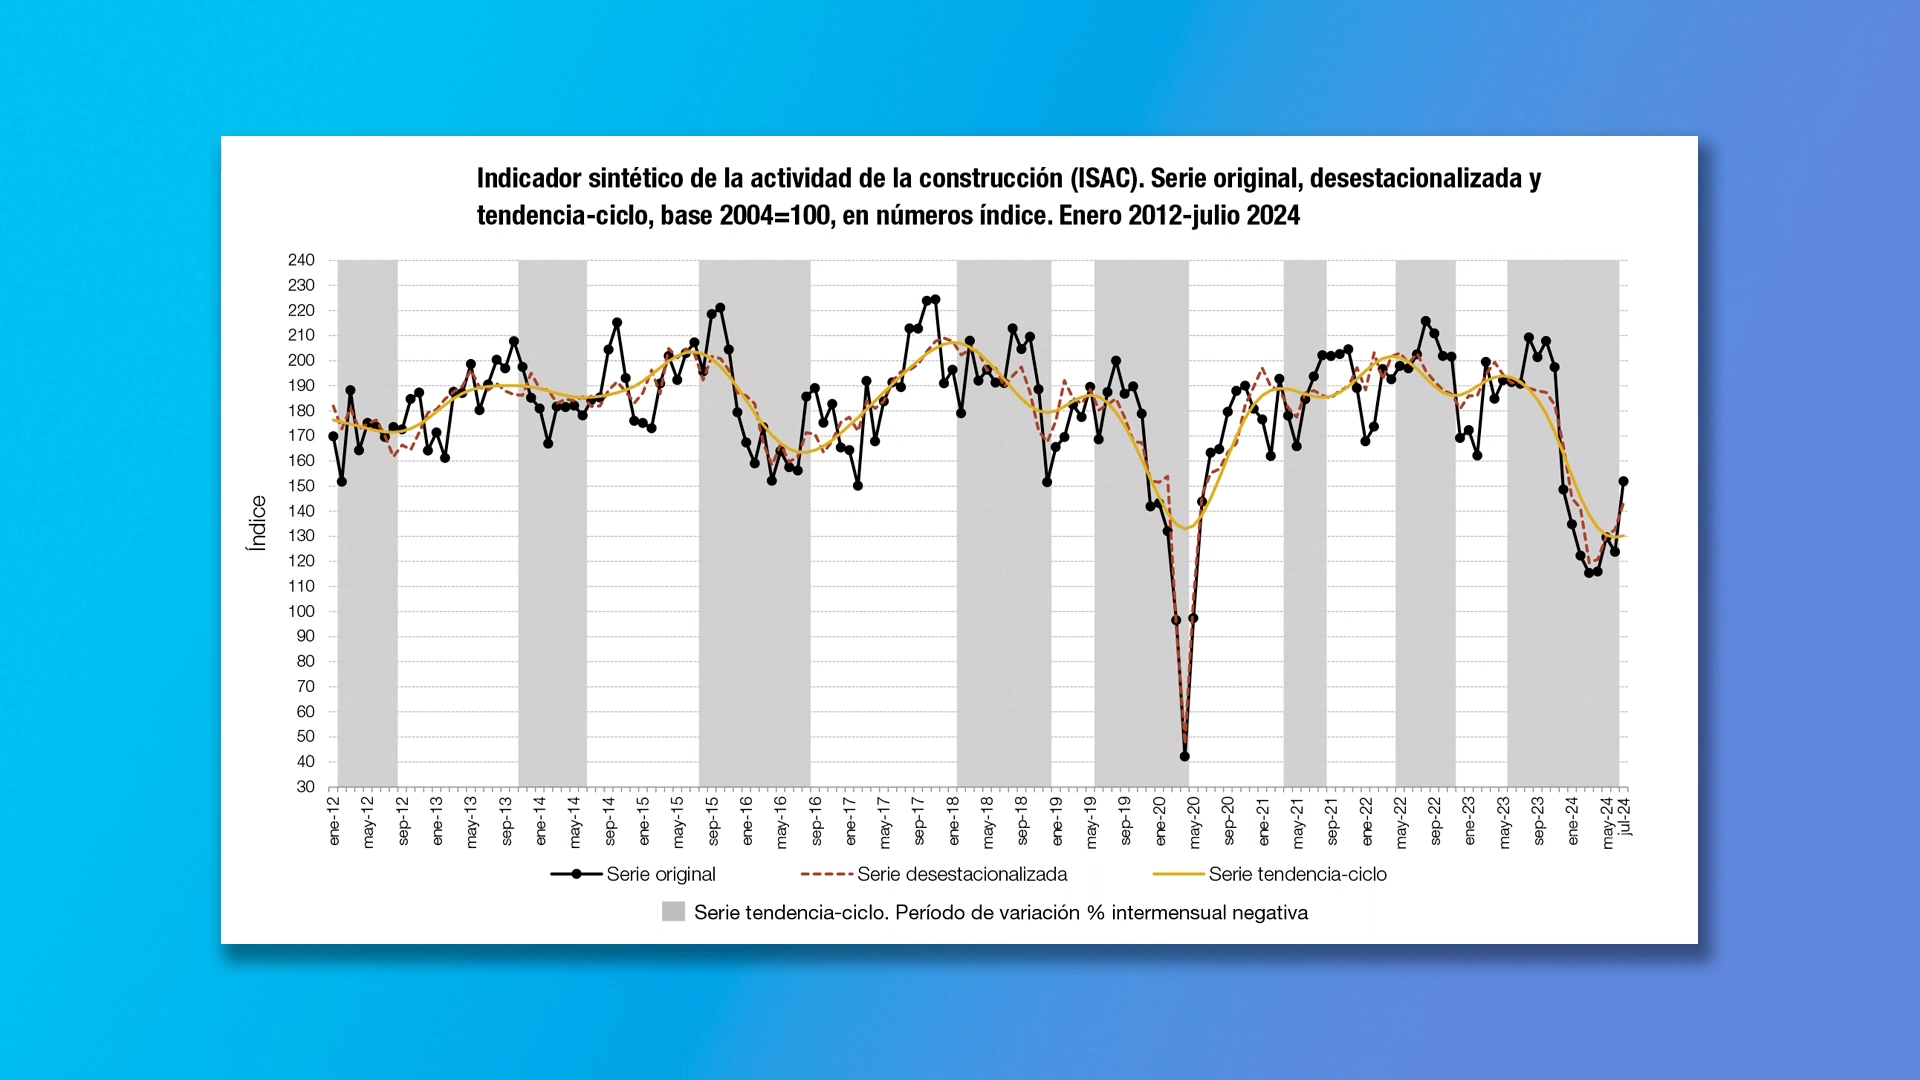 Indicador sintético de la actividad de la construcción (ISAC). Serie original, desestacionalizada y
tendencia-ciclo, base 2004=100, en números índice. Enero 2012-julio 2024
240
230
220
210
200
190
180
170
160
150
140
130
120
110
100
90
80
70
60
50
40
30
Índice
ene-12
may-12
sep-12
ene-13
may-13
sep-13
ene-14
may-14
sep-14
ene-15
may-15
sep-15
ene-16
may-16
sep-16
ene-17
may-17
sep-17
ene-18
may-18
sep-18
ene-19
may-19
sep-19
ene-20
may-20
sep-20
ene-21
may-21
sep-21
ene-22
may-22
sep-22
ene-23
may-23
sep-23
ene-24
may-24
jul-24
Serie original
Serie desestacionalizada
Serie tendencia-ciclo
Serie tendencia-ciclo. Período de variación % intermensual negativa